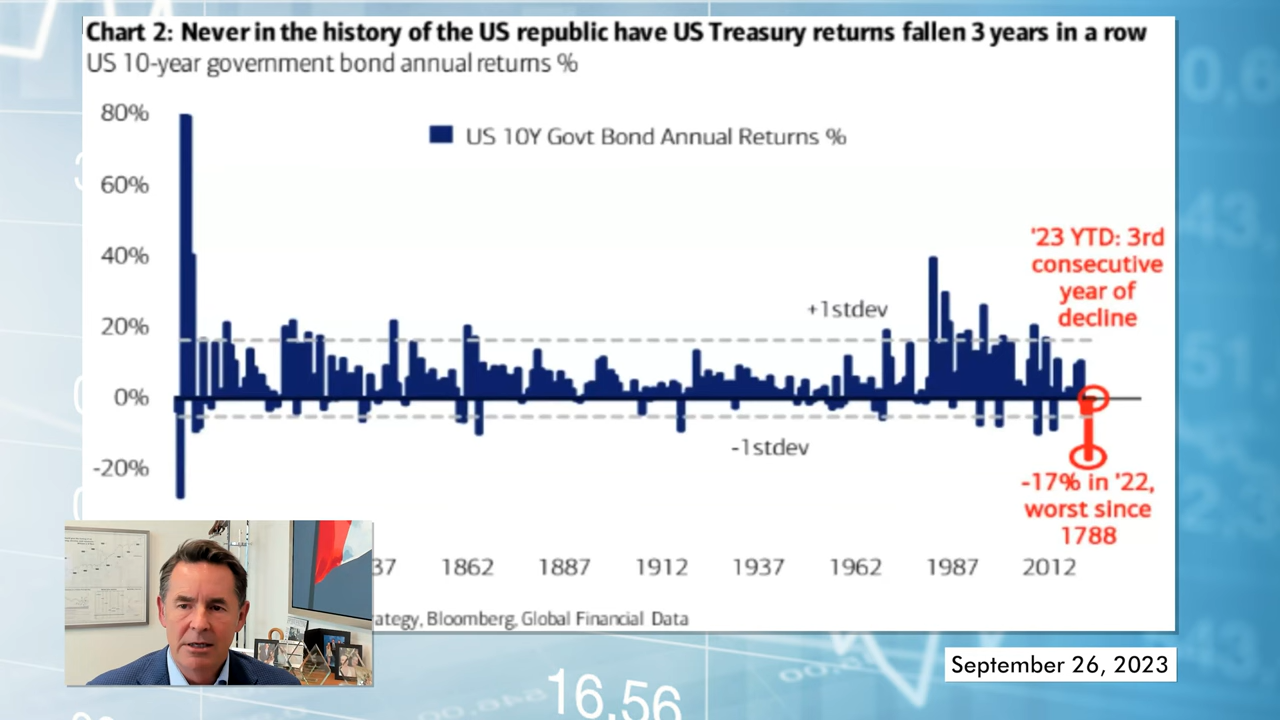 Chart 2: Never in the history of the US republic have US Treasury returns fallen 3 years in a row
US 10-year government bond annual returns %
80%
60%
40%
20%
0%
-20%
US 10Y Govt Bond Annual Returns %
+1stdev
-1stdev
'23 YTD: 3rd
consecutive
year of
decline
-17% in '22,
worst since
1788
37 1862 1887 1912 1937 1962 1987 2012
ategy, Bloomberg, Global Financial Data
September 26, 2023
16.56